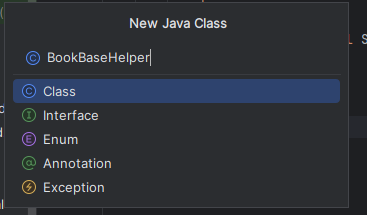 New Java Class
BookBaseHelper
Class
Interface
Enum
Annotation
Exception